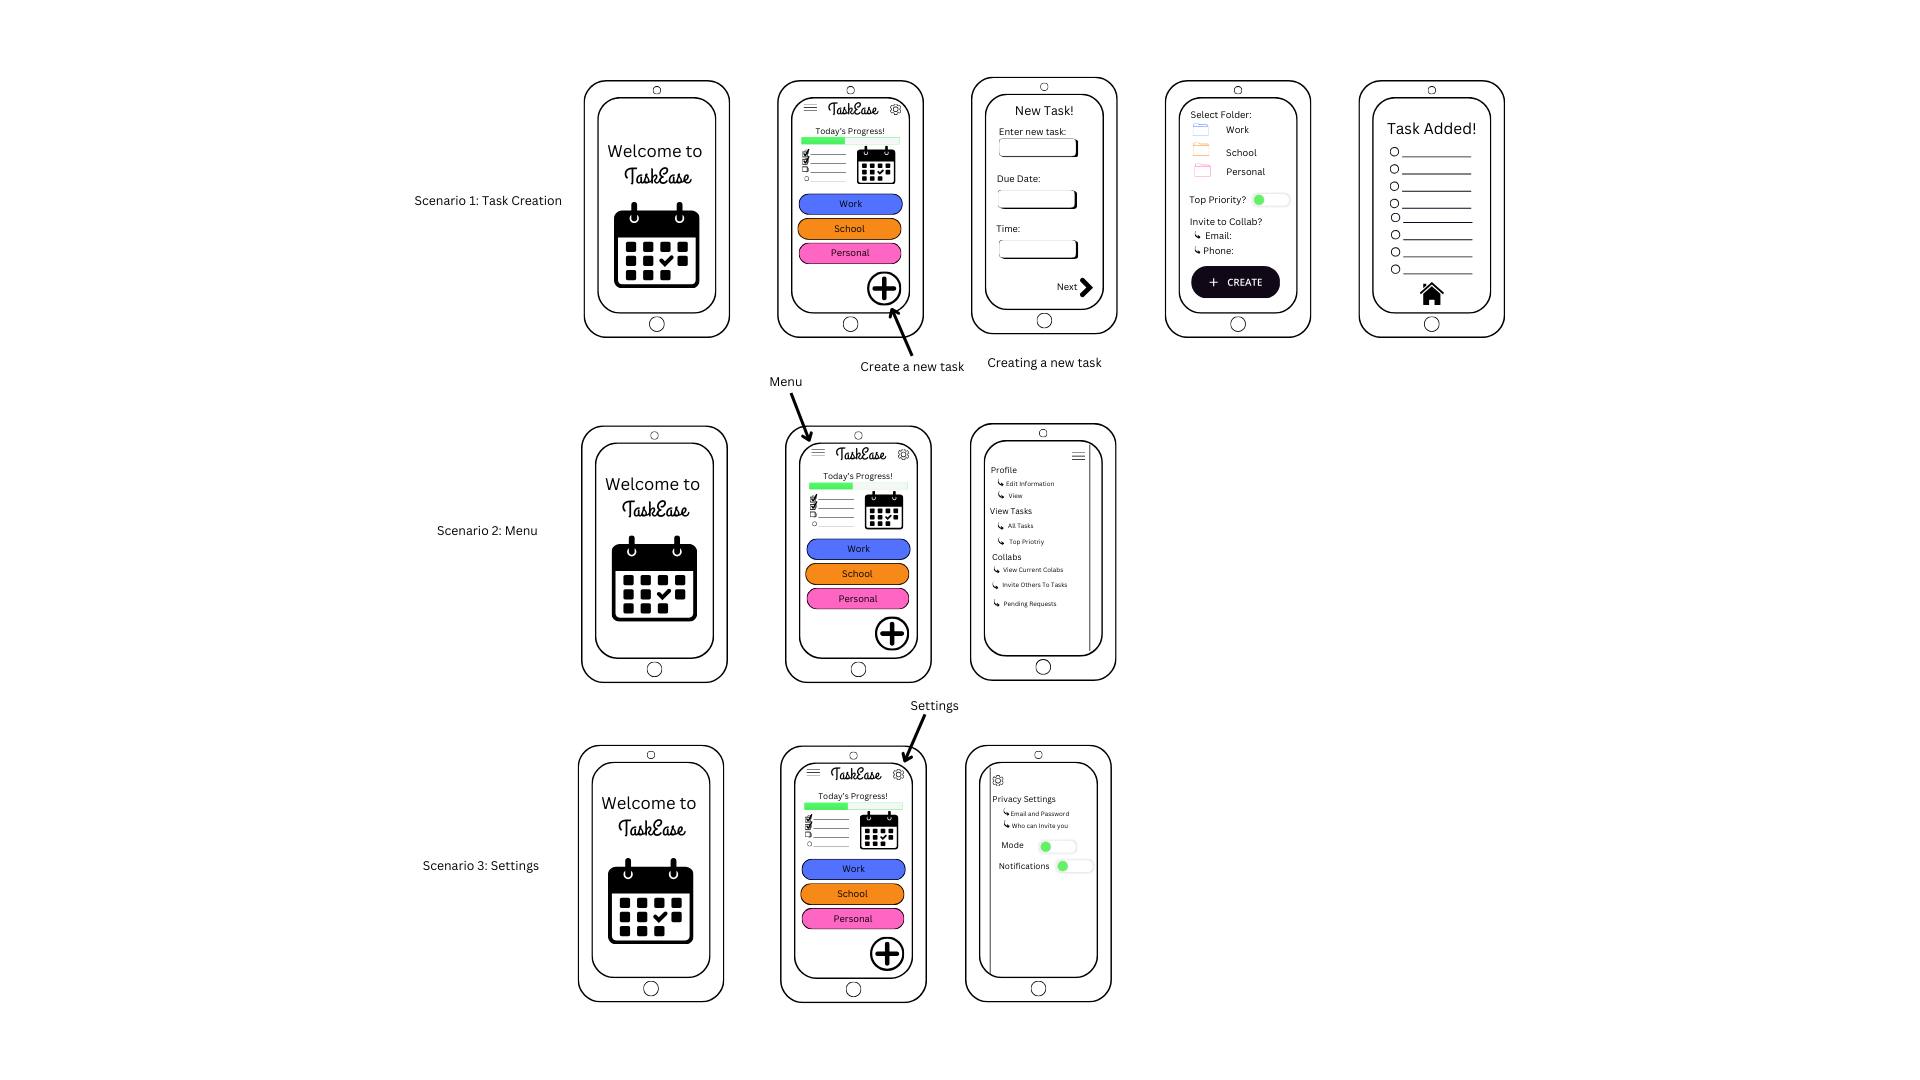 Scenario 1: Task Creation
Welcome to
TaskEase
TaskEase
Today's Progress!
Work
School
Personal
Create a new task
New Task!
Enter new task:
Due Date:
Time:
Next
Creating a new task
Select Folder:
Work
School
Personal
Top Priority?
Invite to Collab?
Email:
Phone:
+ CREATE
Task Added!
Scenario 2: Menu
Welcome to
TaskEase
Menu
TaskEase
Today's Progress!
Work
School
Personal
Profile
Edit Information
View
View Tasks
All Tasks
Top Priotriy
Collabs
View Current Colabs
Invite Others To Tasks
Pending Requests
Scenario 3: Settings
Welcome to
TaskEase
Settings
TaskEase
Today's Progress!
Work
School
Personal
Privacy Settings
Email and Password
Who can Invite you
Mode
Notifications